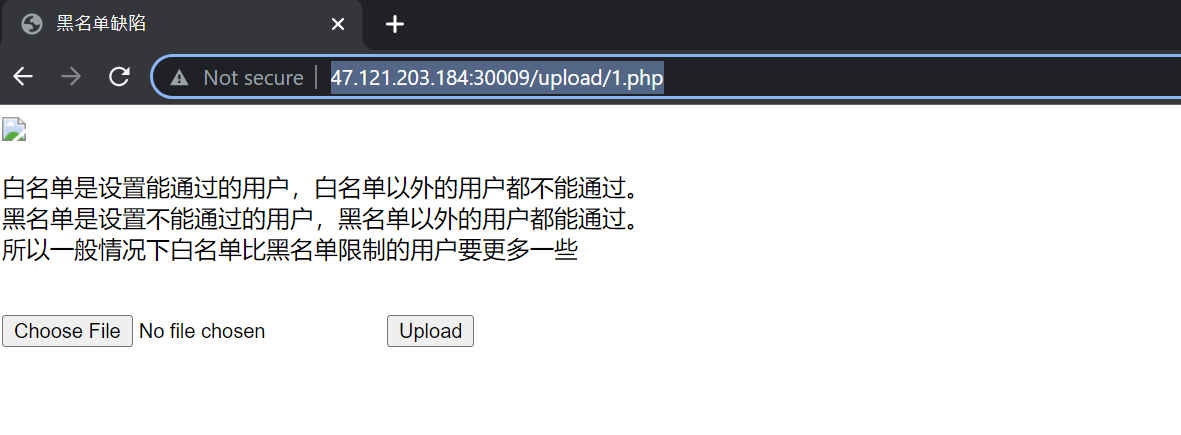 黑名单缺陷
Not secure
47.121.203.184:30009/upload/1.php
白名单是设置能通过的用户，白名单以外的用户都不能通过。
黑名单是设置不能通过的用户，黑名单以外的用户都能通过。
所以一般情况下白名单比黑名单限制的用户要更多一些
Choose File No file chosen Upload